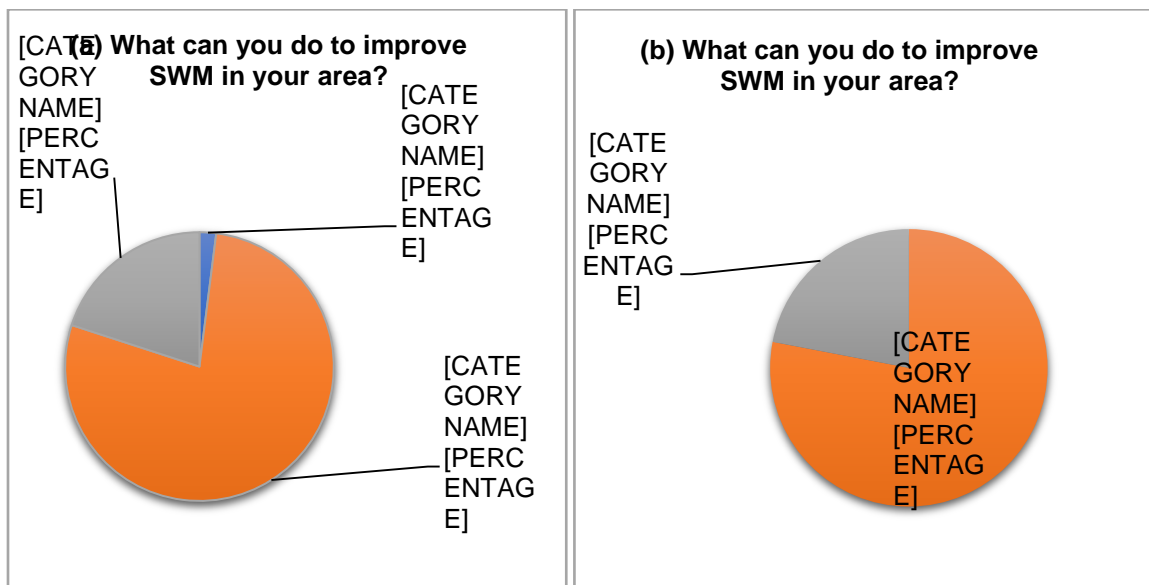 (a) What can you do to improve
SWM in your area?
[CATE
GORY
NAME]
[PERC
ENTAG
E]
[CATE
GORY
NAME]
[PERC
ENTAG
E]
[CATE
GORY
NAME]
[PERC
ENTAG
E]
(b) What can you do to improve
SWM in your area?
[CATE
GORY
NAME]
[PERC
ENTAG
E]
[CATE
GORY
NAME]
[PERC
ENTAG
E]